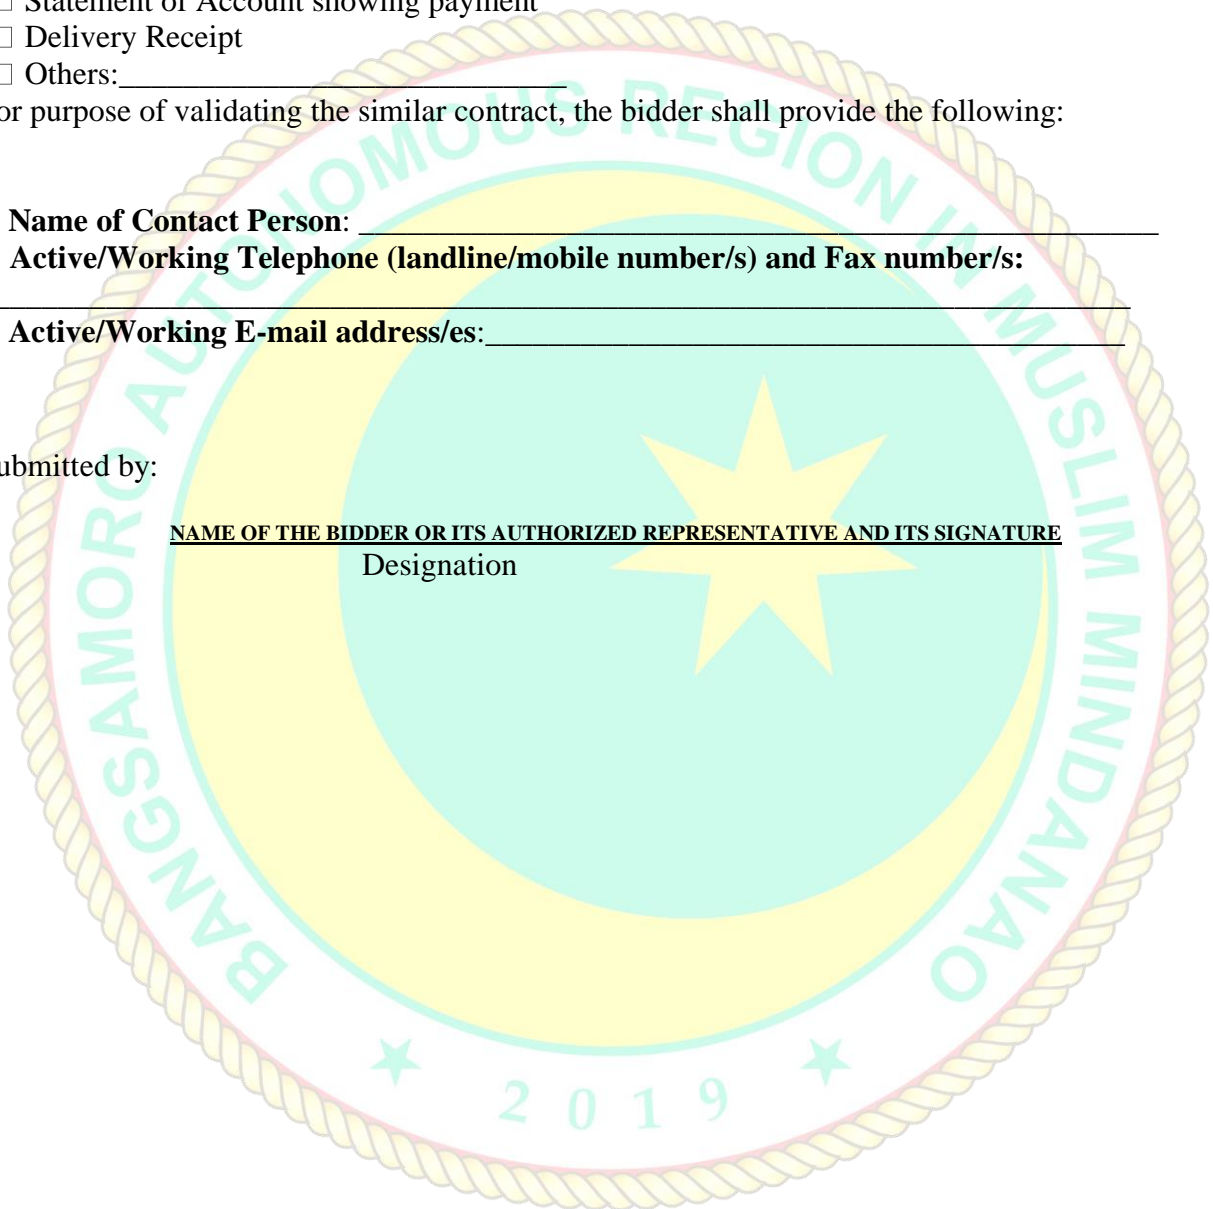 ☐ Statement of Account showing payment
☐ Delivery Receipt
☐ Others:____________________________
or purpose of validating the similar contract, the bidder shall provide the following:
Name of Contact Person: __________________________________________________
Active/Working Telephone (landline/mobile number/s) and Fax number/s:
_______________________________________________________________________
Active/Working E-mail address/es:________________________________________
ubmitted by:
NAME OF THE BIDDER OR ITS AUTHORIZED REPRESENTATIVE AND ITS SIGNATURE
Designation
BANGSAMORO AUTONOMOUS REGION IN MUSLIM MINDANAO
2019